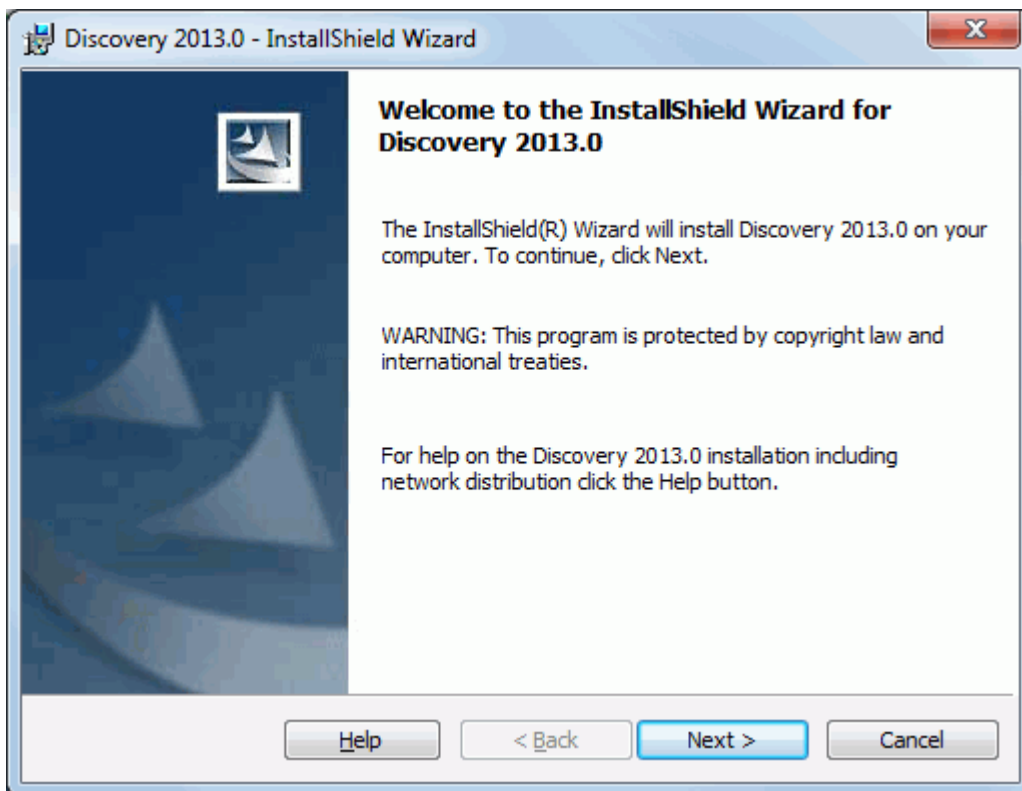 Discovery 2013.0 - InstallShield Wizard
Welcome to the InstallShield Wizard for
Discovery 2013.0
The InstallShield(R) Wizard will install Discovery 2013.0 on your
computer. To continue, click Next.
WARNING: This program is protected by copyright law and
international treaties.
For help on the Discovery 2013.0 installation including
network distribution click the Help button.
Help < Back Next > Cancel